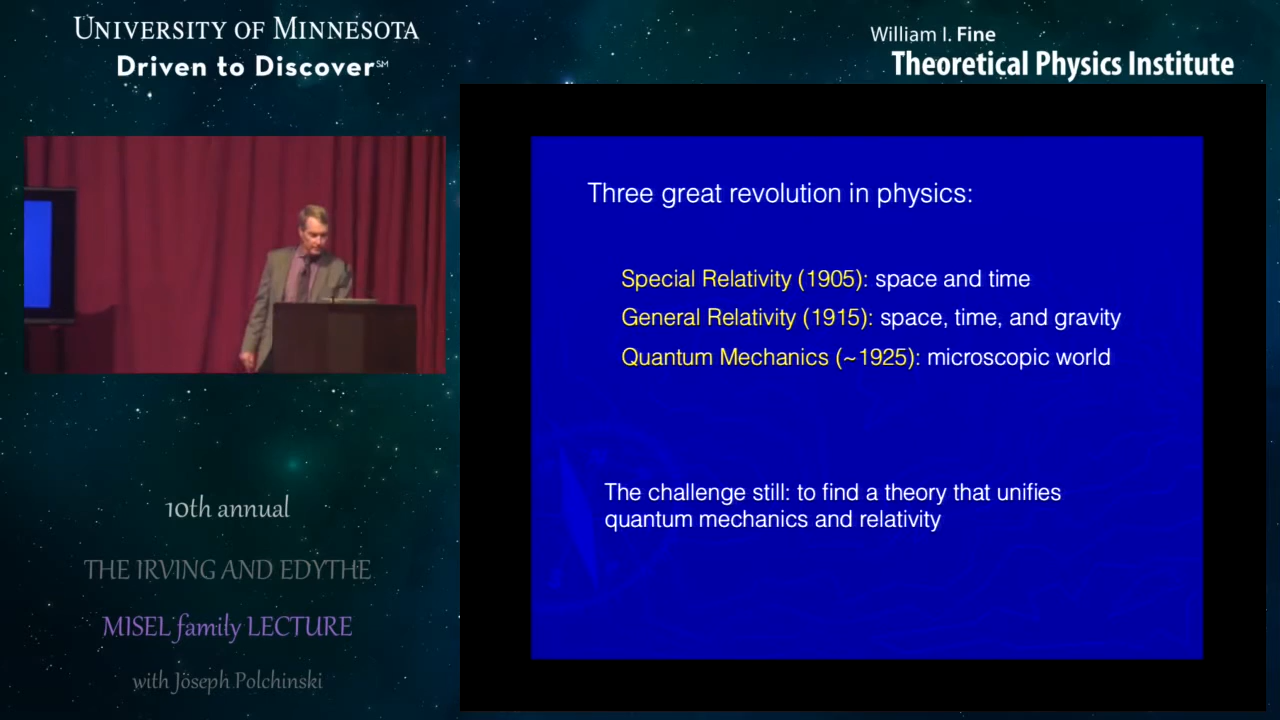 UNIVERSITY OF MINNESOTA
Driven to Discover℠
William I. Fine
Theoretical Physics Institute
Three great revolution in physics:
Special Relativity (1905): space and time
General Relativity (1915): space, time, and gravity
Quantum Mechanics (~1925): microscopic world
The challenge still: to find a theory that unifies
quantum mechanics and relativity
10th annual
THE IRVING AND EDYTHE
MISEL family LECTURE
with Joseph Polchinski